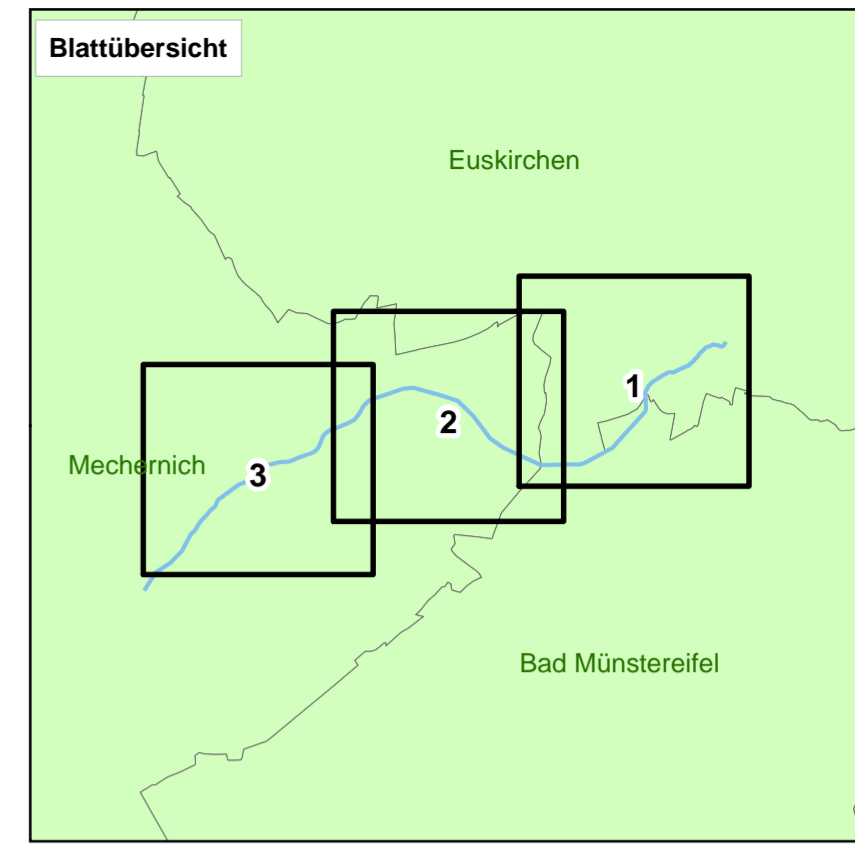 Blattübersicht
Euskirchen
1
2
Mechernich
3
Bad Münstereifel